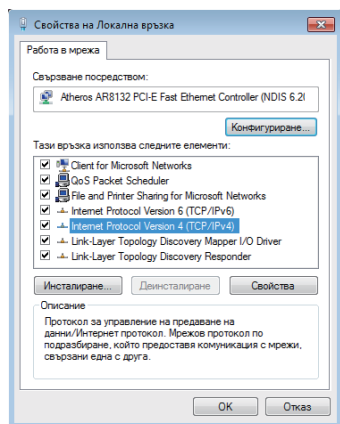 Свойства на Локална връзка
Работа в мрежа
Свързване посредством:
Atheros AR8132 PCI-E Fast Ethernet Controller (NDIS 6.20
Конфигуриране...
Тази връзка използва следните елементи:
Client for Microsoft Networks
QoS Packet Scheduler
File and Printer Sharing for Microsoft Networks
Internet Protocol Version 6 (TCP/IPv6)
Internet Protocol Version 4 (TCP/IPv4)
Link-Layer Topology Discovery Mapper I/O Driver
Link-Layer Topology Discovery Responder
Инсталиране... Деинсталиране Свойства
Описание
Протокол за управление на предаване на
данни/Интернет протокол. Мрежов протокол по
подразбиране, който предоставя комуникация с мрежи,
свързани една с друга.
OK Отказ